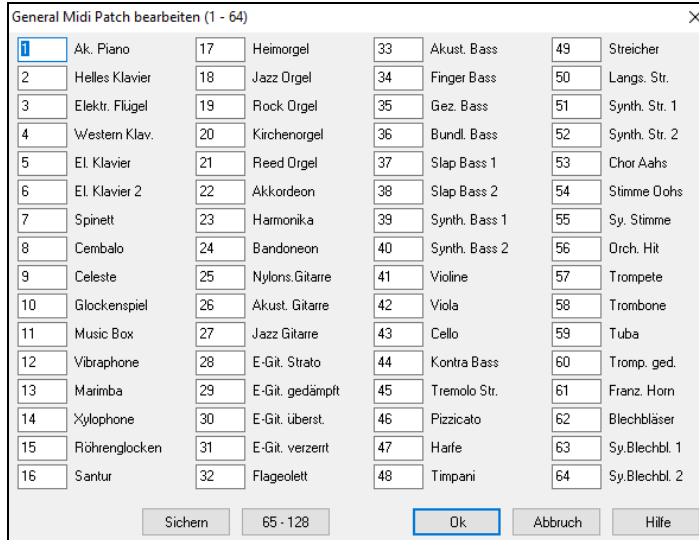 General Midi Patch bearbeiten (1 - 64)
1 Ak. Piano 17 Heimorgel 33 Akust. Bass 49 Streicher
2 Helles Klavier 18 Jazz Orgel 34 Finger Bass 50 Langs. Str.
3 Elektr. Flügel 19 Rock Orgel 35 Gez. Bass 51 Synth. Str. 1
4 Western Klav. 20 Kirchenorgel 36 Bundl. Bass 52 Synth. Str. 2
5 El. Klavier 21 Reed Orgel 37 Slap Bass 1 53 Chor Aahs
6 El. Klavier 2 22 Akkordeon 38 Slap Bass 2 54 Stimme Oohs
7 Spinett 23 Harmonika 39 Synth. Bass 1 55 Sy. Stimme
8 Cembalo 24 Bandoneon 40 Synth. Bass 2 56 Orch. Hit
9 Celeste 25 Nylons.Gitarre 41 Violine 57 Trompete
10 Glockenspiel 26 Akust. Gitarre 42 Viola 58 Trombone
11 Music Box 27 Jazz Gitarre 43 Cello 59 Tuba
12 Vibraphone 28 E-Git. Strato 44 Kontra Bass 60 Tromp. ged.
13 Marimba 29 E-Git. gedämpft 45 Tremolo Str. 61 Franz. Horn
14 Xylophone 30 E-Git. überst. 46 Pizzicato 62 Blechbläser
15 Röhrenglocken 31 E-Git. verzerrt 47 Harfe 63 Sy.Blechbl. 1
16 Santur 32 Flageolett 48 Timpani 64 Sy.Blechbl. 2
Sichern 65 - 128 Ok Abbruch Hilfe